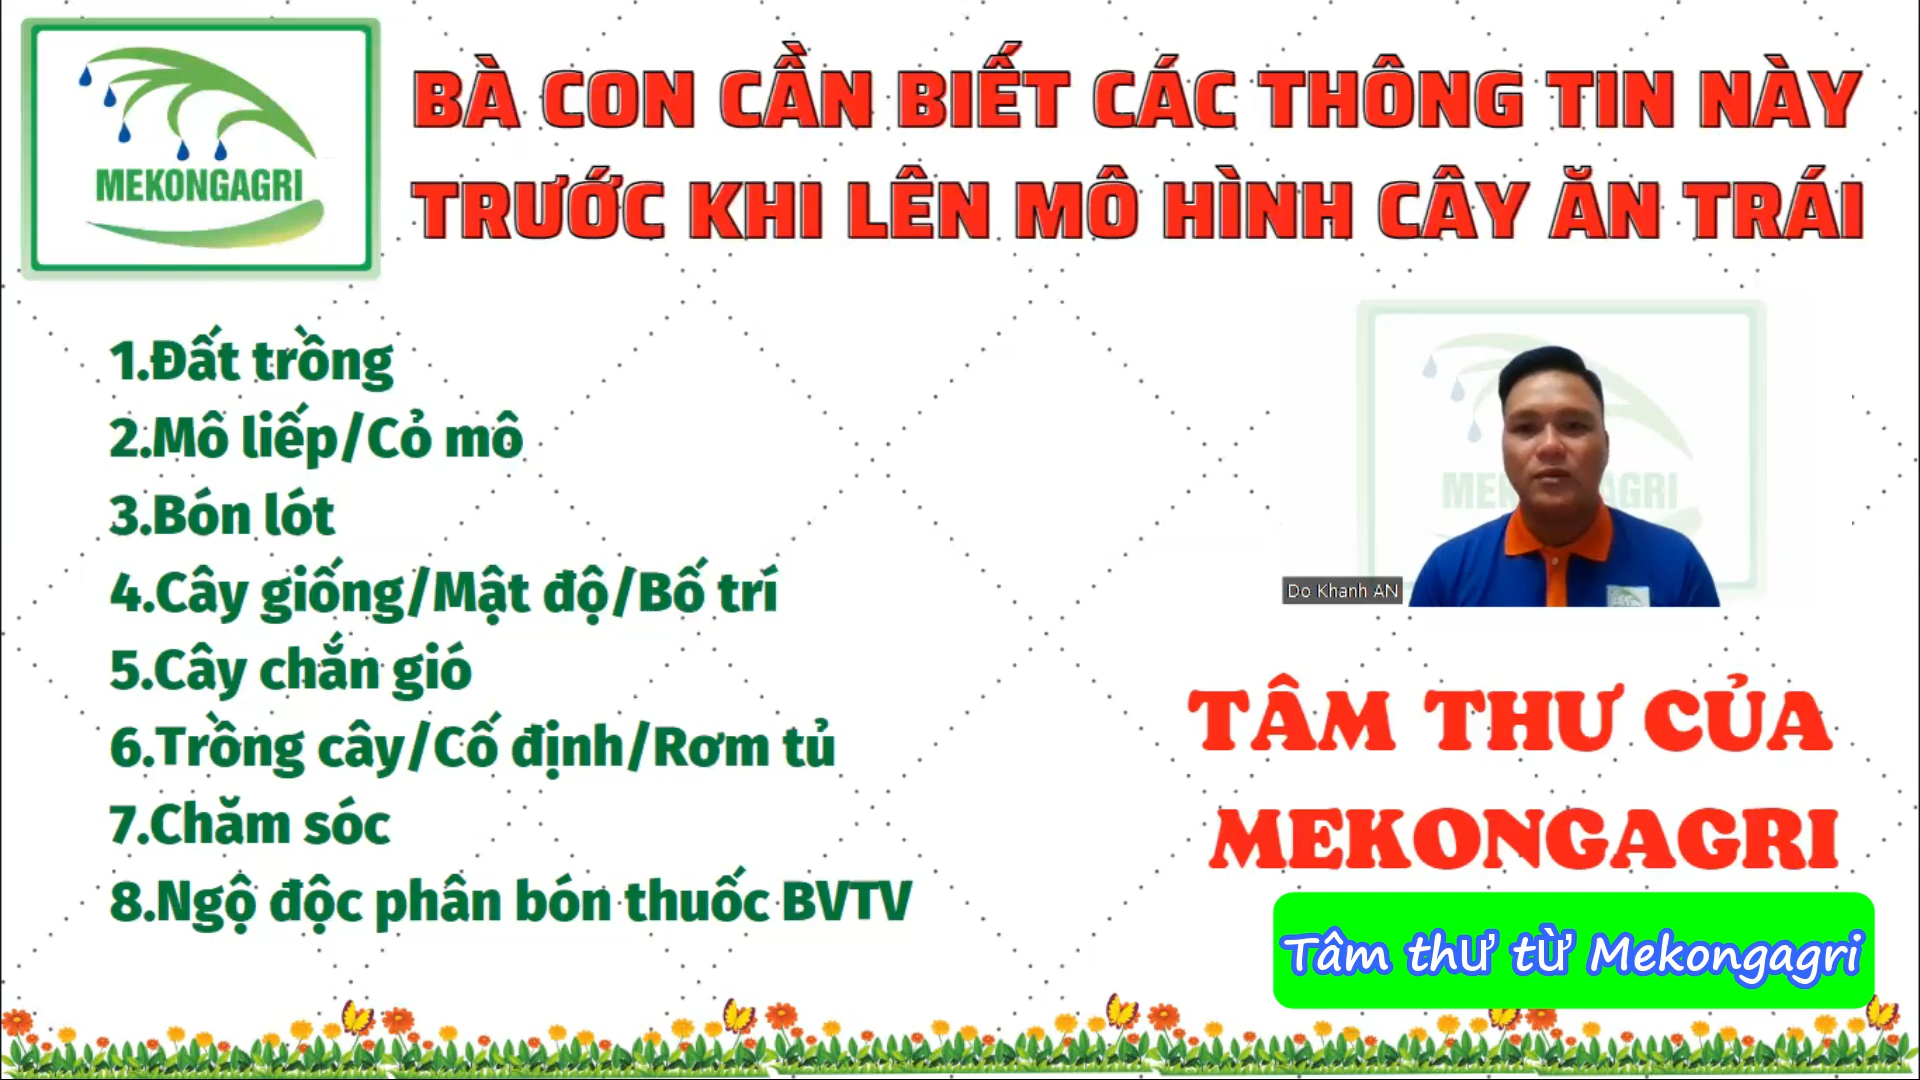 MEKONGAGRI
BÀ CON CẦN BIẾT CÁC THÔNG TIN NÀY
TRƯỚC KHI LÊN MÔ HÌNH CÂY ĂN TRÁI
1.Đất trồng
2.Mô liếp/Cỏ mô
3.Bón lót
4.Cây giống/Mật độ/Bố trí
5.Cây chắn gió
6.Trồng cây/Cố định/Rơm tủ
7.Chăm sóc
8.Ngộ độc phân bón thuốc BVTV
Do Khanh AN
TÂM THƯ CỦA
MEKONGAGRI
Tâm thư từ Mekongagri